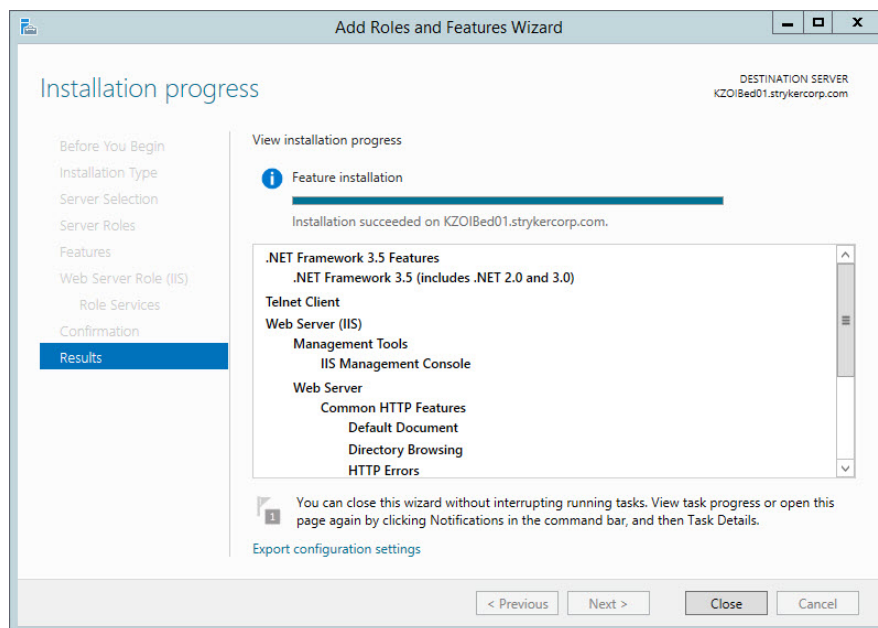 Add Roles and Features Wizard
Installation progress
DESTINATION SERVER
KZOIBed01.strykercorp.com
Before You Begin
Installation Type
Server Selection
Server Roles
Features
Web Server Role (IIS)
Role Services
Confirmation
Results
View installation progress
Feature installation
Installation succeeded on KZOIBed01.strykercorp.com.
.NET Framework 3.5 Features
.NET Framework 3.5 (includes .NET 2.0 and 3.0)
Telnet Client
Web Server (IIS)
Management Tools
IIS Management Console
Web Server
Common HTTP Features
Default Document
Directory Browsing
HTTP Errors
1
You can close this wizard without interrupting running tasks. View task progress or open this
page again by clicking Notifications in the command bar, and then Task Details.
Export configuration settings
< Previous
Next >
Close
Cancel